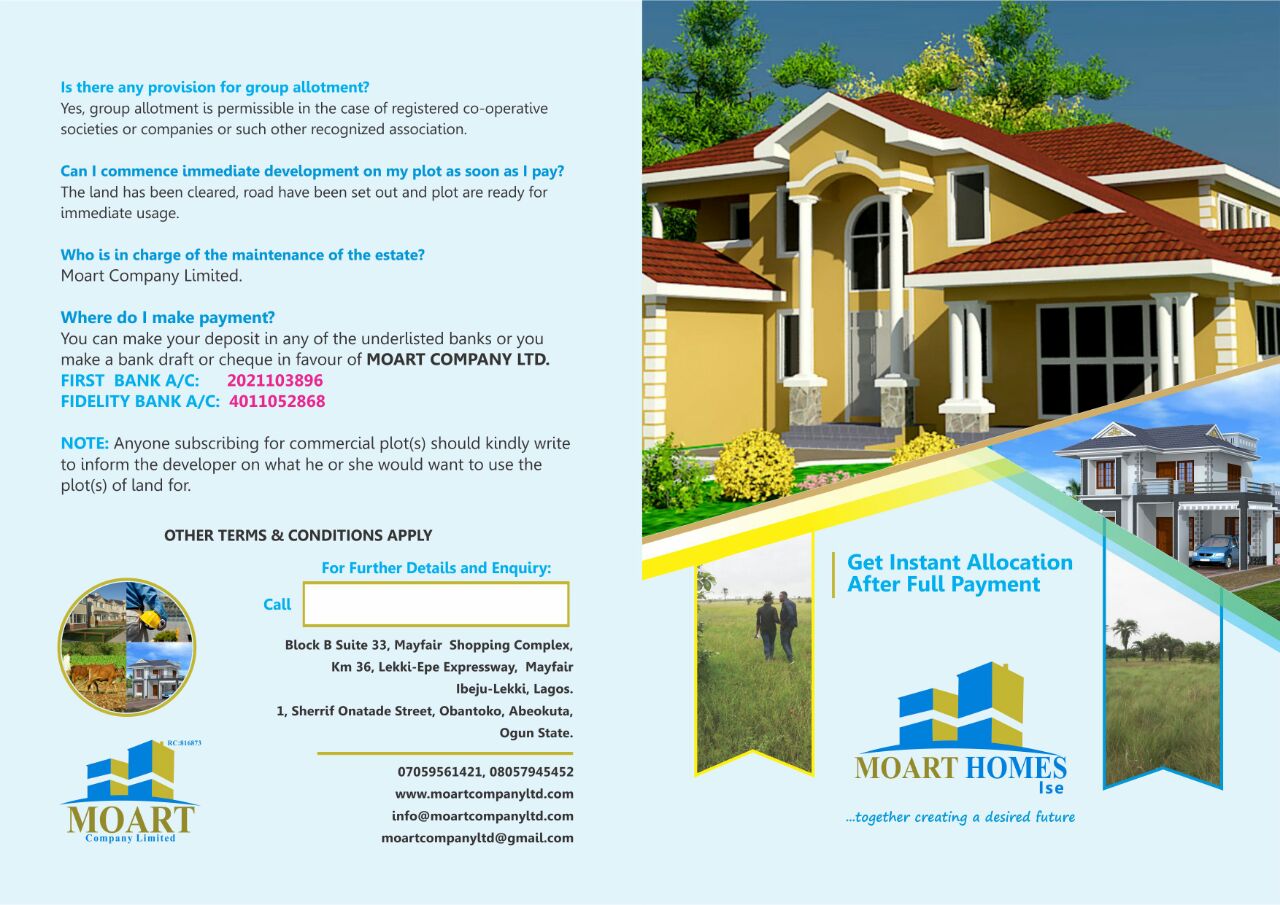 Is there any provision for group allotment?
Yes, group allotment is permissible in the case of registered co-operative
societies or companies or such other recognized association.
Can I commence immediate development on my plot as soon as I pay?
The land has been cleared, road have been set out and plot are ready for
immediate usage.
Who is in charge of the maintenance of the estate?
Moart Company Limited.
Where do I make payment?
You can make your deposit in any of the underlisted banks or you
make a bank draft or cheque in favour of MOART COMPANY LTD.
FIRST BANK A/C: 2021103896
FIDELITY BANK A/C: 4011052868
NOTE: Anyone subscribing for commercial plot(s) should kindly write
to inform the developer on what he or she would want to use the
plot(s) of land for.
OTHER TERMS & CONDITIONS APPLY
For Further Details and Enquiry:
Call
Block B Suite 33, Mayfair Shopping Complex,
Km 36, Lekki-Epe Expressway, Mayfair
Ibeju-Lekki, Lagos.
1, Sherrif Onatade Street, Obantoko, Abeokuta,
Ogun State.
07059561421, 08057945452
www.moartcompanyltd.com
info@moartcompanyltd.com
moartcompanyltd@gmail.com
RC:816873
MOART
Company Limited
Get Instant Allocation
After Full Payment
MOART HOMES
Ise
...together creating a desired future